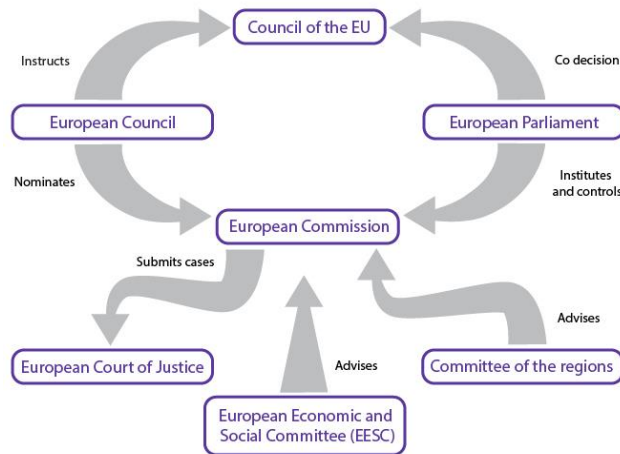 Council of the EU
Instructs
Co decision
European Council
European Parliament
Nominates
Institutes
and controls
European Commission
Submits cases
Advises
European Court of Justice
Advises
Committee of the regions
European Economic and
Social Committee (EESC)